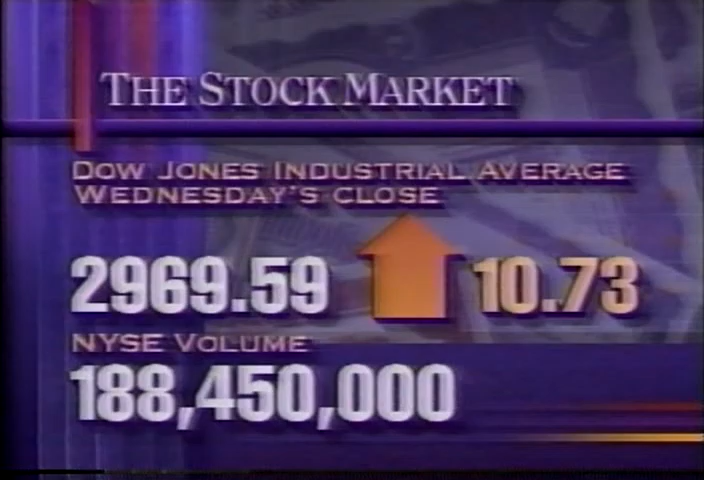 THE STOCK MARKET
DOW JONES INDUSTRIAL AVERAGE
WEDNESDAY'S CLOSE
2969.59 10.73
NYSE VOLUME
188,450,000